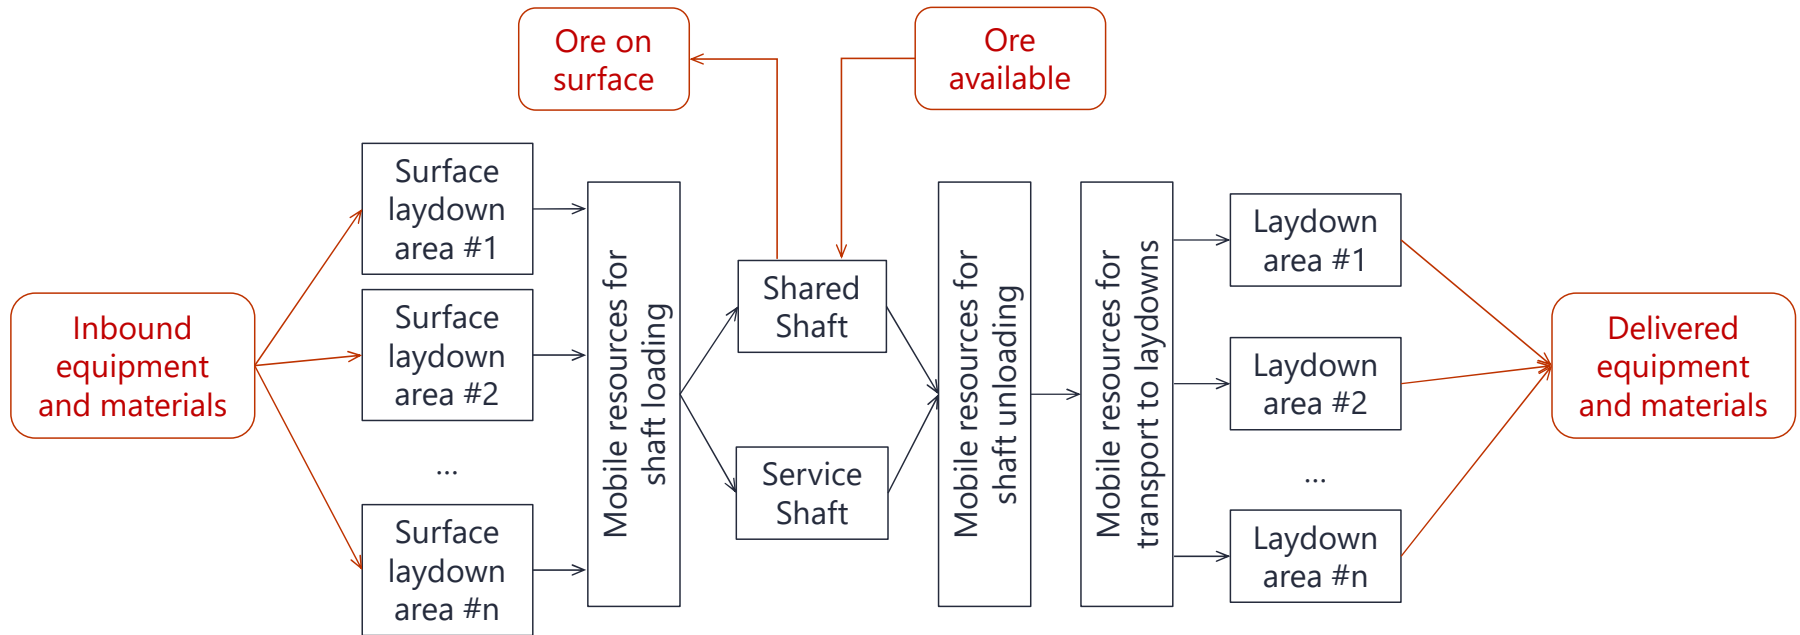 Ore on
surface
Ore
available
Inbound
equipment
and materials
Surface
laydown
area #1
Surface
laydown
area #2
...
Surface
laydown
area #n
Mobile resources for
shaft loading
Shared
Shaft
Service
Shaft
Mobile resources for
shaft unloading
Mobile resources for
transport to laydowns
Laydown
area #1
Laydown
area #2
...
Laydown
area #n
Delivered
equipment
and materials